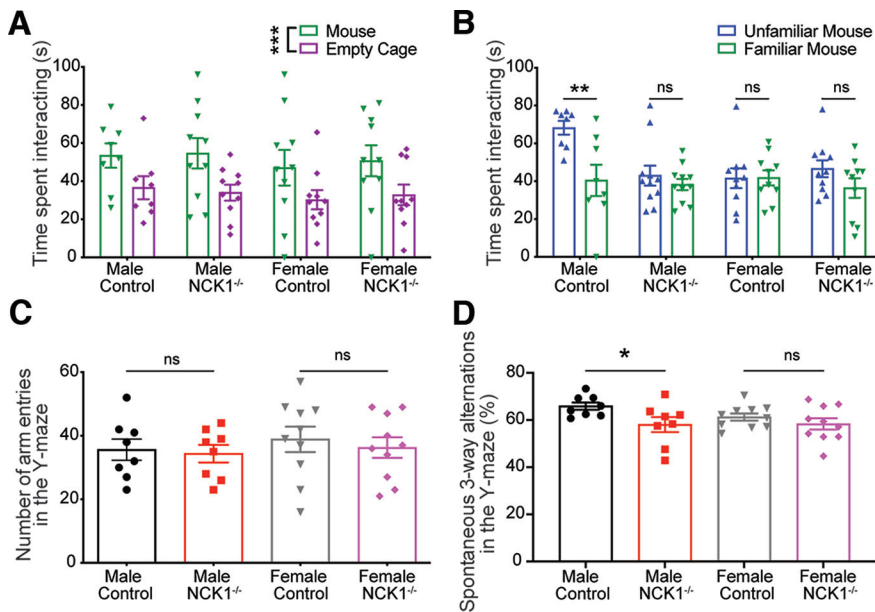 A
Time spent interacting (s)
***
Mouse
Empty Cage
100
80
60
40
20
0
Male
Control
Male
NCK1-/-
Female
Control
Female
NCK1-/-
B
Time spent interacting (s)
Unfamiliar Mouse
Familiar Mouse
100
80
60
40
20
0
**
ns
ns
ns
Male
Control
Male
NCK1-/-
Female
Control
Female
NCK1-/-
C
Number of arm entries
in the Y-maze
60
40
20
0
ns
ns
Male
Control
Male
NCK1-/-
Female
Control
Female
NCK1-/-
D
Spontaneous 3-way alternations
in the Y-maze (%)
80
60
40
20
0
*
ns
Male
Control
Male
NCK1-/-
Female
Control
Female
NCK1-/-